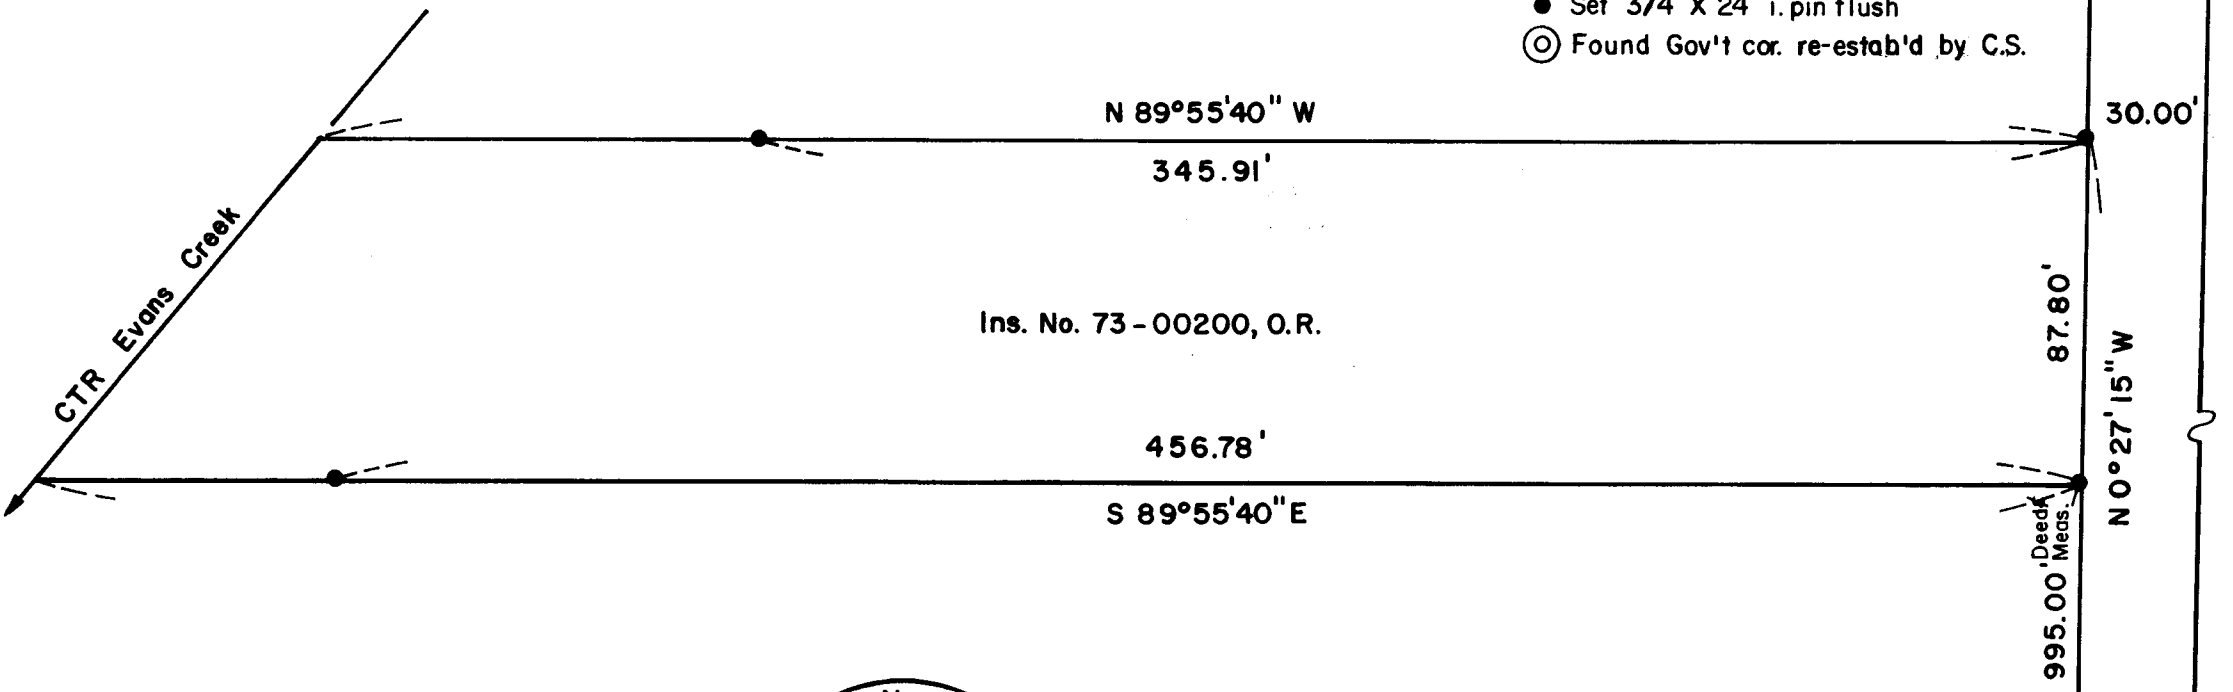 ● Set 3/4 X 24 i. pin flush
Found Gov't cor. re-estab'd by C.S.
N 89°55'40" W
30.00'
345.91'
CTR Evans Creek
87.80'
Ins. No. 73-00200, O.R.
N 0°27'15" W
456.78'
S 89°55'40" E
995.00' Deed &
Meas.
N